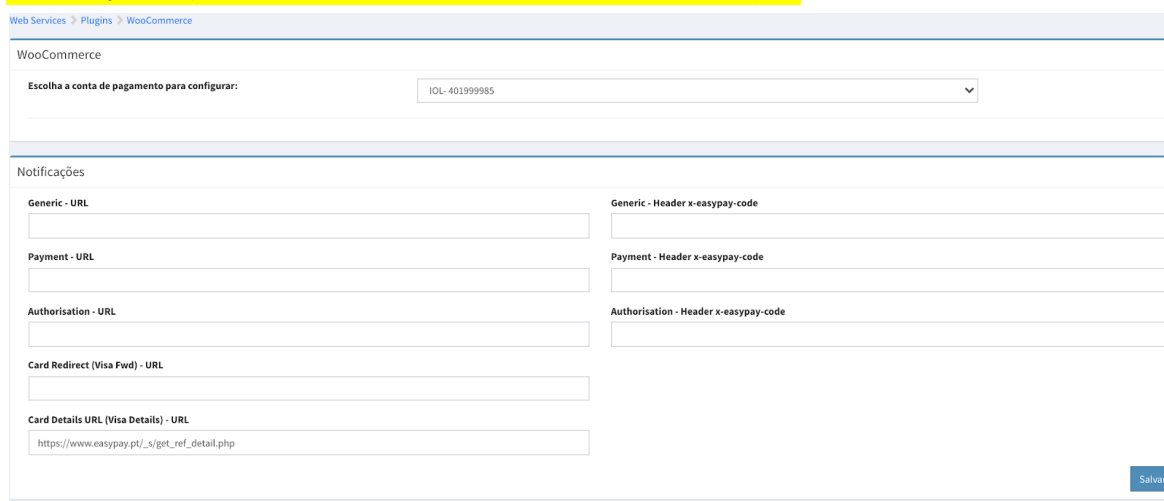 Web Services > Plugins > WooCommerce
WooCommerce
Escolha a conta de pagamento para configurar:
IOL- 401999985
Notificações
Generic - URL
Generic - Header x-easypay-code
Payment - URL
Payment - Header x-easypay-code
Authorisation - URL
Authorisation - Header x-easypay-code
Card Redirect (Visa Fwd) - URL
Card Details URL (Visa Details) - URL
https://www.easypay.pt/_s/get_ref_detail.php
Salva